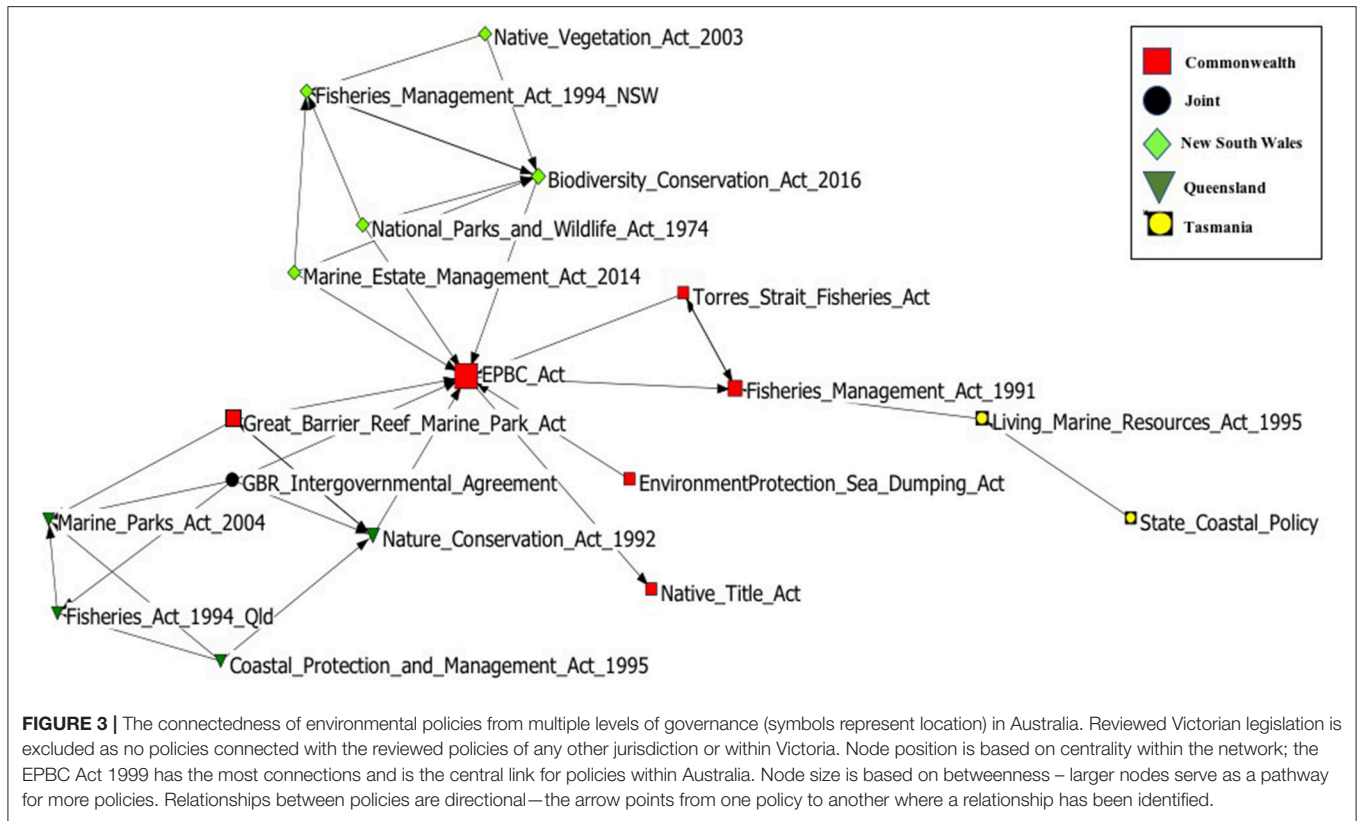 Native_Vegetation_Act_2003
Fisheries_Management_Act_1994_NSW
Biodiversity_Conservation_Act_2016
National_Parks_and_Wildlife_Act_1974
Marine_Estate_Management_Act_2014
Torres_Strait_Fisheries_Act
EPBC_Act
Fisheries_Management_Act_1991
Great_Barrier_Reef_Marine_Park_Act
Living_Marine_Resources_Act_1995
GBR_Intergovernmental_Agreement
EnvironmentProtection_Sea_Dumping_Act
Marine_Parks_Act_2004
State_Coastal_Policy
Nature_Conservation_Act_1992
Native_Title_Act
Fisheries_Act_1994_Qld
Coastal_Protection_and_Management_Act_1995
Commonwealth
Joint
New South Wales
Queensland
Tasmania
FIGURE 3 | The connectedness of environmental policies from multiple levels of governance (symbols represent location) in Australia. Reviewed Victorian legislation is
excluded as no policies connected with the reviewed policies of any other jurisdiction or within Victoria. Node position is based on centrality within the network; the
EPBC Act 1999 has the most connections and is the central link for policies within Australia. Node size is based on betweenness – larger nodes serve as a pathway
for more policies. Relationships between policies are directional—the arrow points from one policy to another where a relationship has been identified.